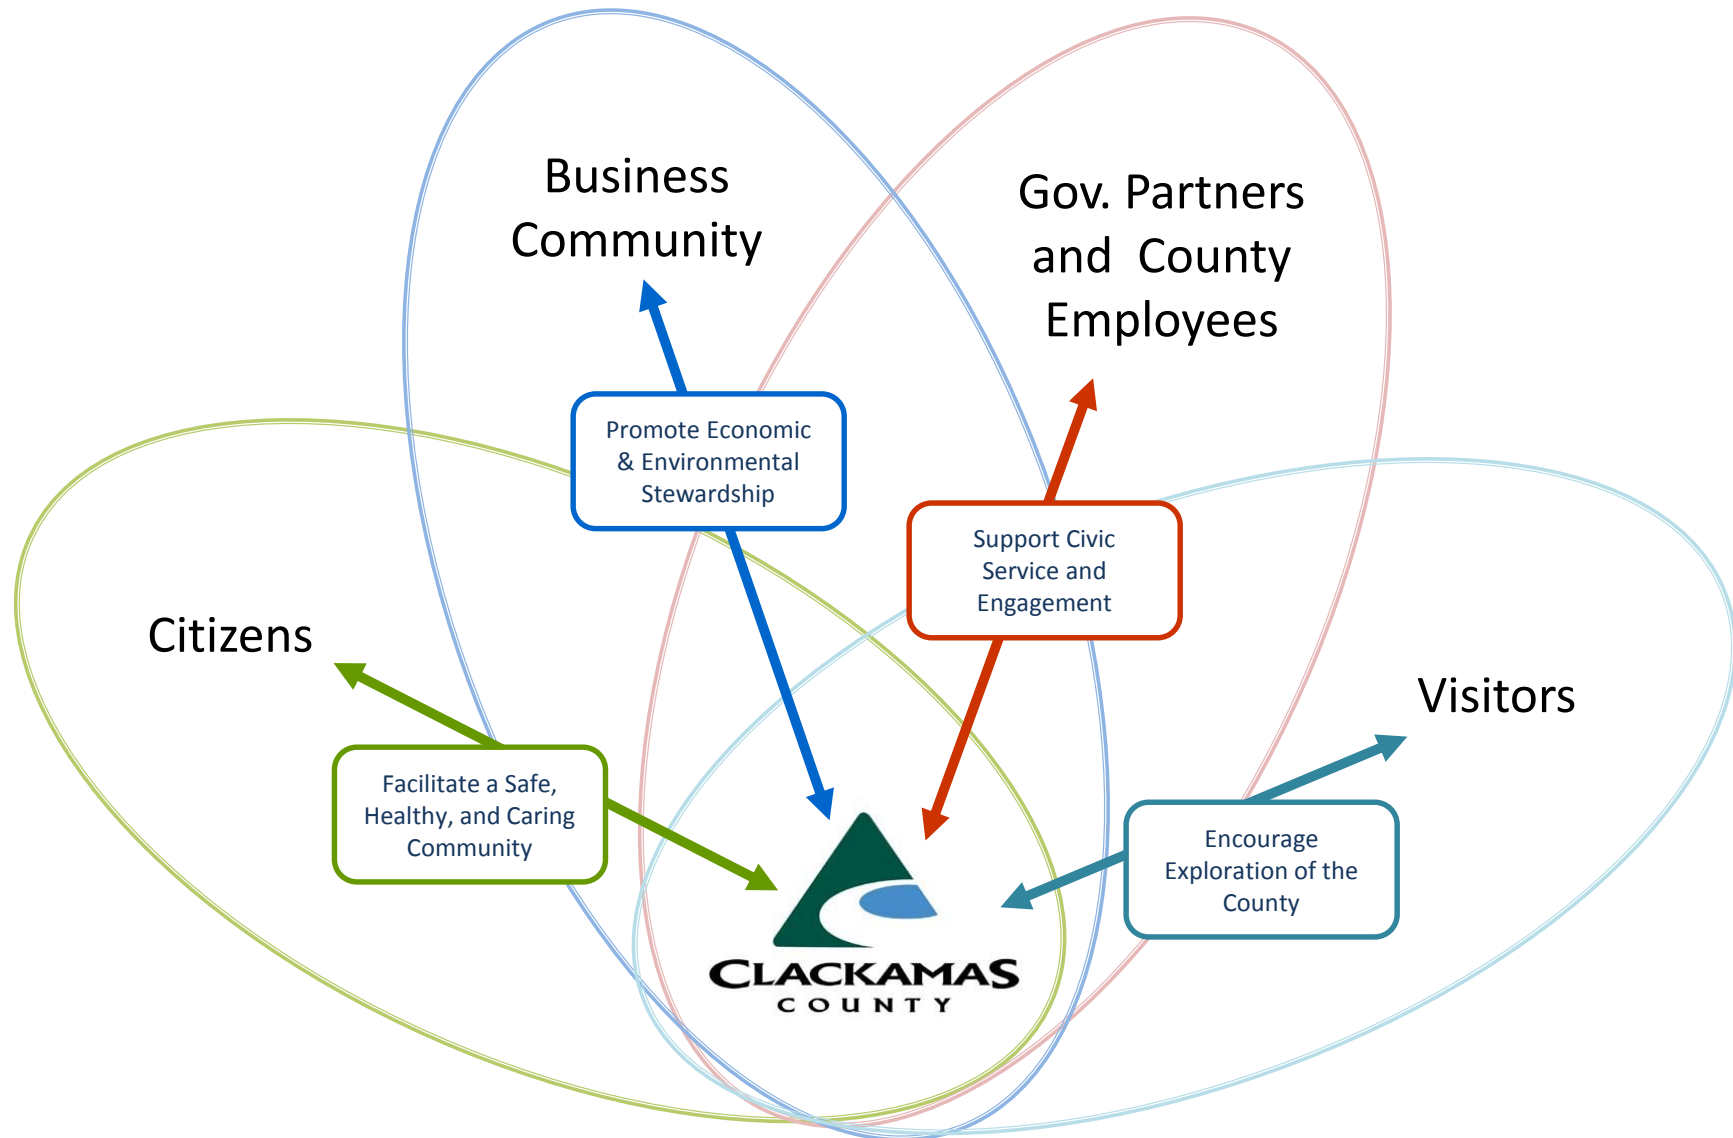 Business
Community
Gov. Partners
and County
Employees
Promote Economic
& Environmental
Stewardship
Support Civic
Service and
Engagement
Citizens
Visitors
Facilitate a Safe,
Healthy, and Caring
Community
Encourage
Exploration of the
County
CLACKAMAS
COUNTY